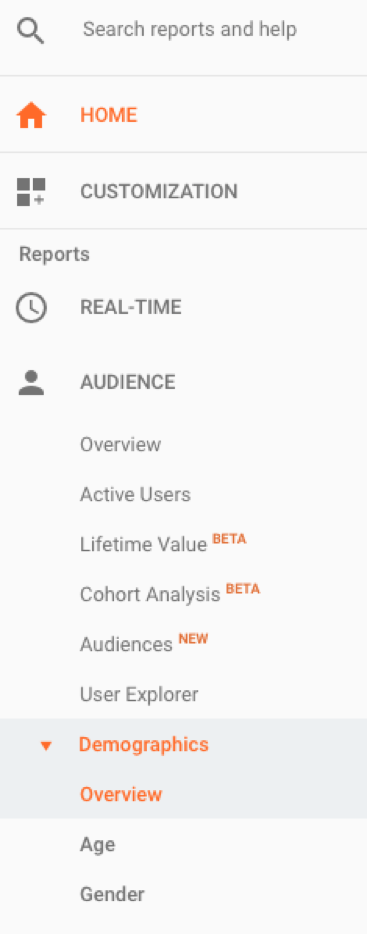 Search reports and help
HOME
CUSTOMIZATION
Reports
REAL-TIME
AUDIENCE
Overview
Active Users
Lifetime Value BETA
Cohort Analysis BETA
Audiences NEW
User Explorer
Demographics
Overview
Age
Gender